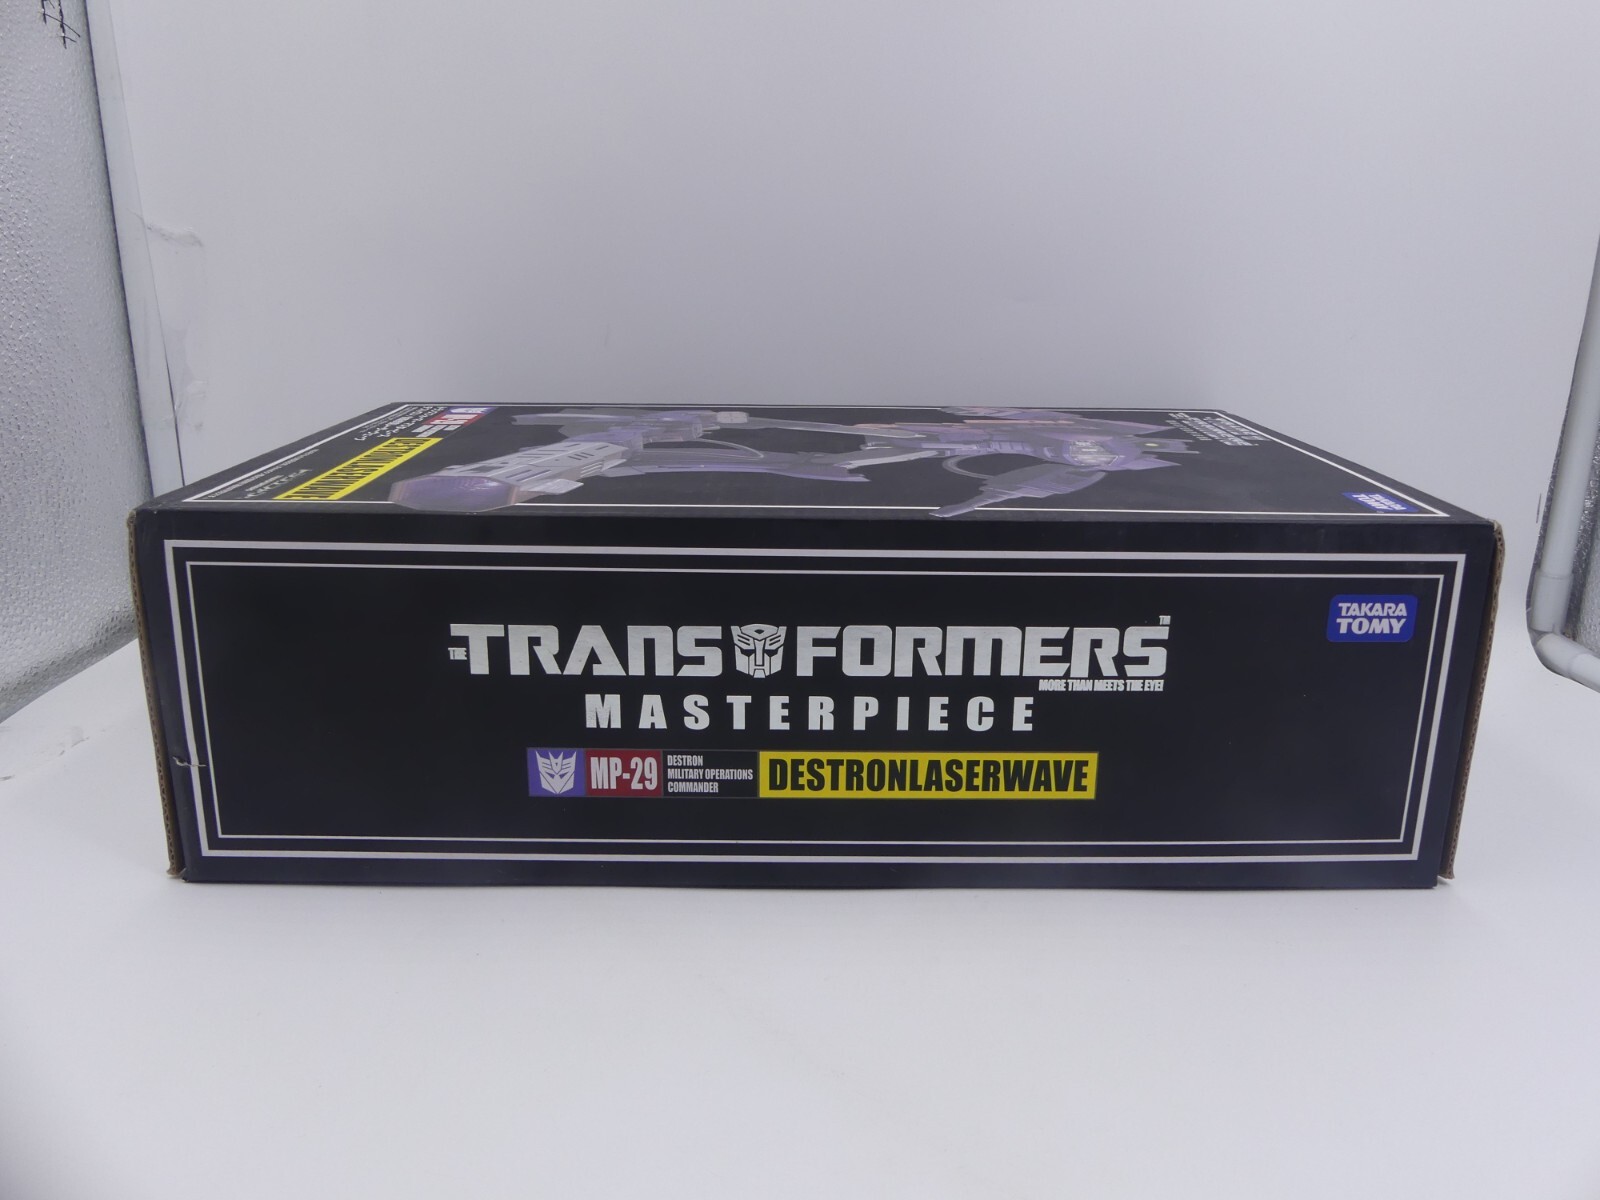 THE TRANSFORMERS™
MORE THAN MEETS THE EYE!
MASTERPIECE
MP-29
DESTRON
MILITARY OPERATIONS
COMMANDER
DESTRONLASERWAVE
TAKARA
TOMY